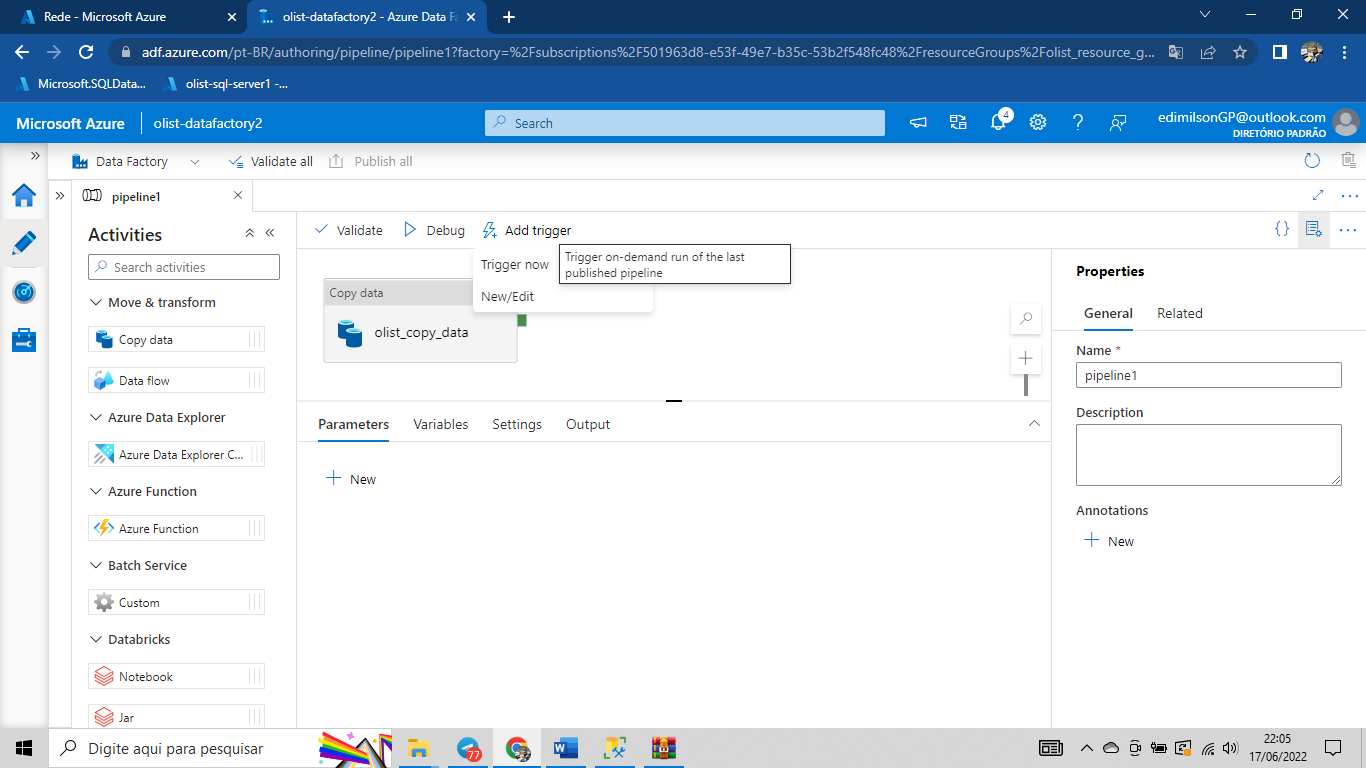 Rede - Microsoft Azure
olist-datafactory2 - Azure Data Fa
adf.azure.com/pt-BR/authoring/pipeline/pipeline1?factory=%2Fsubscriptions%2F501963d8-e53f-49e7-b35c-53b2f548fc48%2FresourceGroups%2Folist_resource_g...
Microsoft.SQLData...
olist-sql-server1 -...
Microsoft Azure
olist-datafactory2
Search
4
edimilsonGP@outlook.com
DIRETÓRIO PADRÃO
Data Factory
Validate all
Publish all
pipeline1
Activities
Search activities
Move & transform
Copy data
Data flow
Azure Data Explorer
Azure Data Explorer C...
Azure Function
Azure Function
Batch Service
Custom
Databricks
Notebook
Jar
Validate
Debug
Add trigger
Trigger now
New/Edit
Trigger on-demand run of the last
published pipeline
Copy data
olist_copy_data
Parameters
Variables
Settings
Output
New
Properties
General
Related
Name *
pipeline1
Description
Annotations
New
Digite aqui para pesquisar
77
22:05
17/06/2022